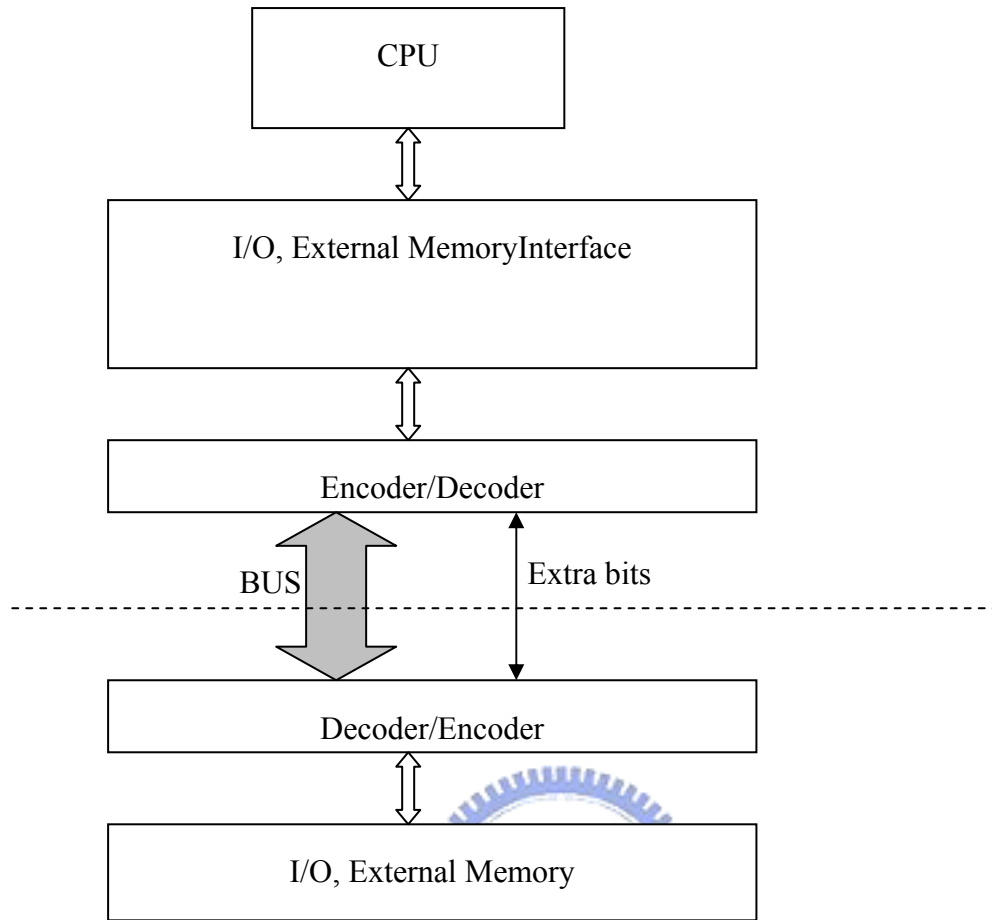 CPU
I/O, External MemoryInterface
Encoder/Decoder
BUS
Extra bits
Decoder/Encoder
I/O, External Memory